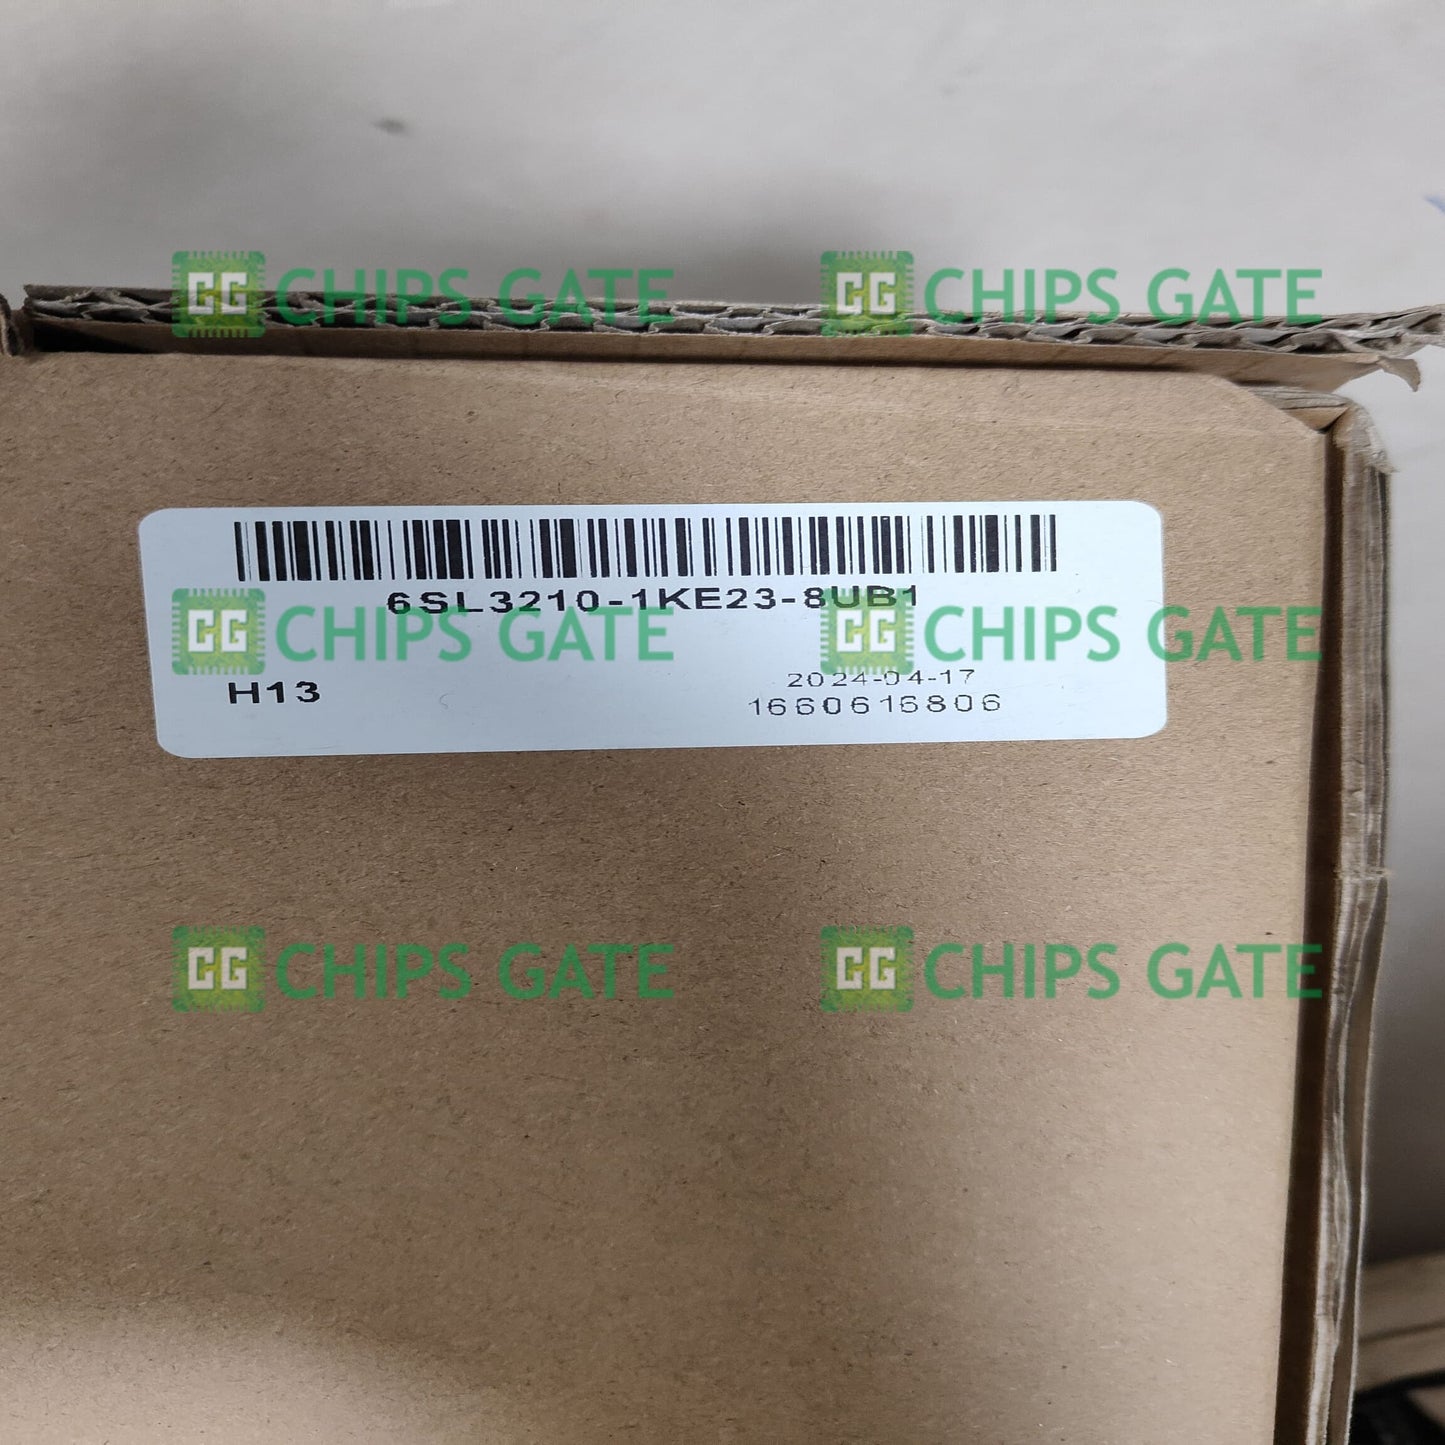 CG CHIPS GATE CG CHIPS GATE
6SL3210-1KE23-8UB1
CG CHIPS GATE CG CHIPS GATE
2024-04-17
H13
1660616806
CG CHIPS GATE CG CHIPS GATE